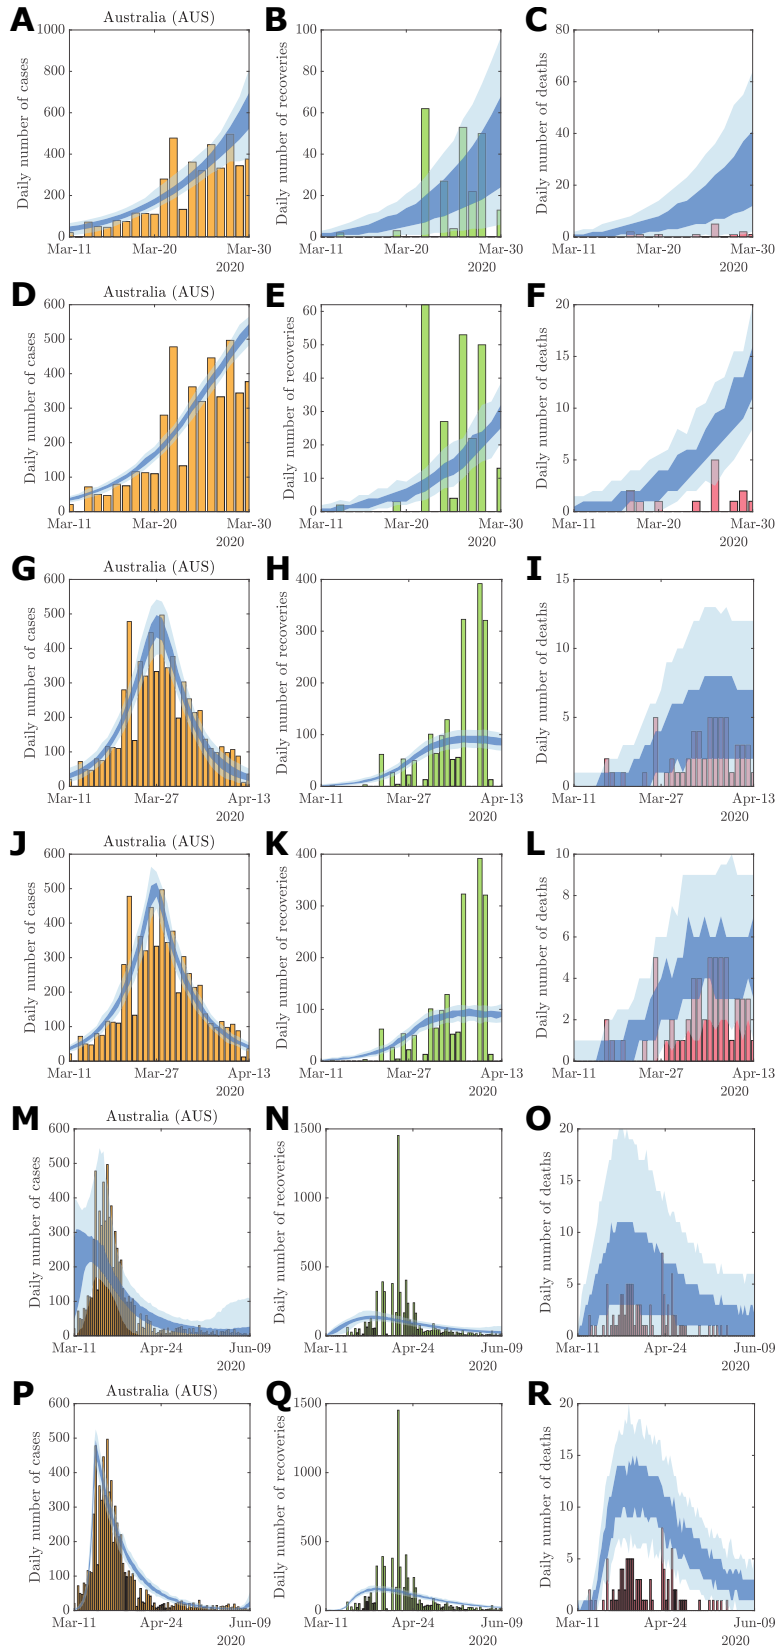 A Australia (AUS) B C
1000 100 80
800 80 60
600 60 40
400 40 20
200 20 0
0 0
Daily number of cases Daily number of recoveries Daily number of deaths
Mar-11 Mar-20 Mar-30 Mar-11 Mar-20 Mar-30 Mar-11 Mar-20 Mar-30
2020 2020 2020
D Australia (AUS) E F
600 60 20
500 50 15
400 40 10
300 30 5
200 20 0
100 10
0 0
Daily number of cases Daily number of recoveries Daily number of deaths
Mar-11 Mar-20 Mar-30 Mar-11 Mar-20 Mar-30 Mar-11 Mar-20 Mar-30
2020 2020 2020
G Australia (AUS) H I
600 400 15
500 300 10
400 200 5
300 100 0
200 0
100
0
Daily number of cases Daily number of recoveries Daily number of deaths
Mar-11 Mar-27 Apr-13 Mar-11 Mar-27 Apr-13 Mar-11 Mar-27 Apr-13
2020 2020 2020
J Australia (AUS) K L
600 400 10
500 300 8
400 200 6
300 100 4
200 0 2
100 0
0
Daily number of cases Daily number of recoveries Daily number of deaths
Mar-11 Mar-27 Apr-13 Mar-11 Mar-27 Apr-13 Mar-11 Mar-27 Apr-13
2020 2020 2020
M Australia (AUS) N O
600 1500 20
500 1000 15
400 500 10
300 0 5
200 0
100
0
Daily number of cases Daily number of recoveries Daily number of deaths
Mar-11 Apr-24 Jun-09 Mar-11 Apr-24 Jun-09 Mar-11 Apr-24 Jun-09
2020 2020 2020
P Australia (AUS) Q R
600 1500 20
500 1000 15
400 500 10
300 0 5
200 0
100
0
Daily number of cases Daily number of recoveries Daily number of deaths
Mar-11 Apr-24 Jun-09 Mar-11 Apr-24 Jun-09 Mar-11 Apr-24 Jun-09
2020 2020 2020